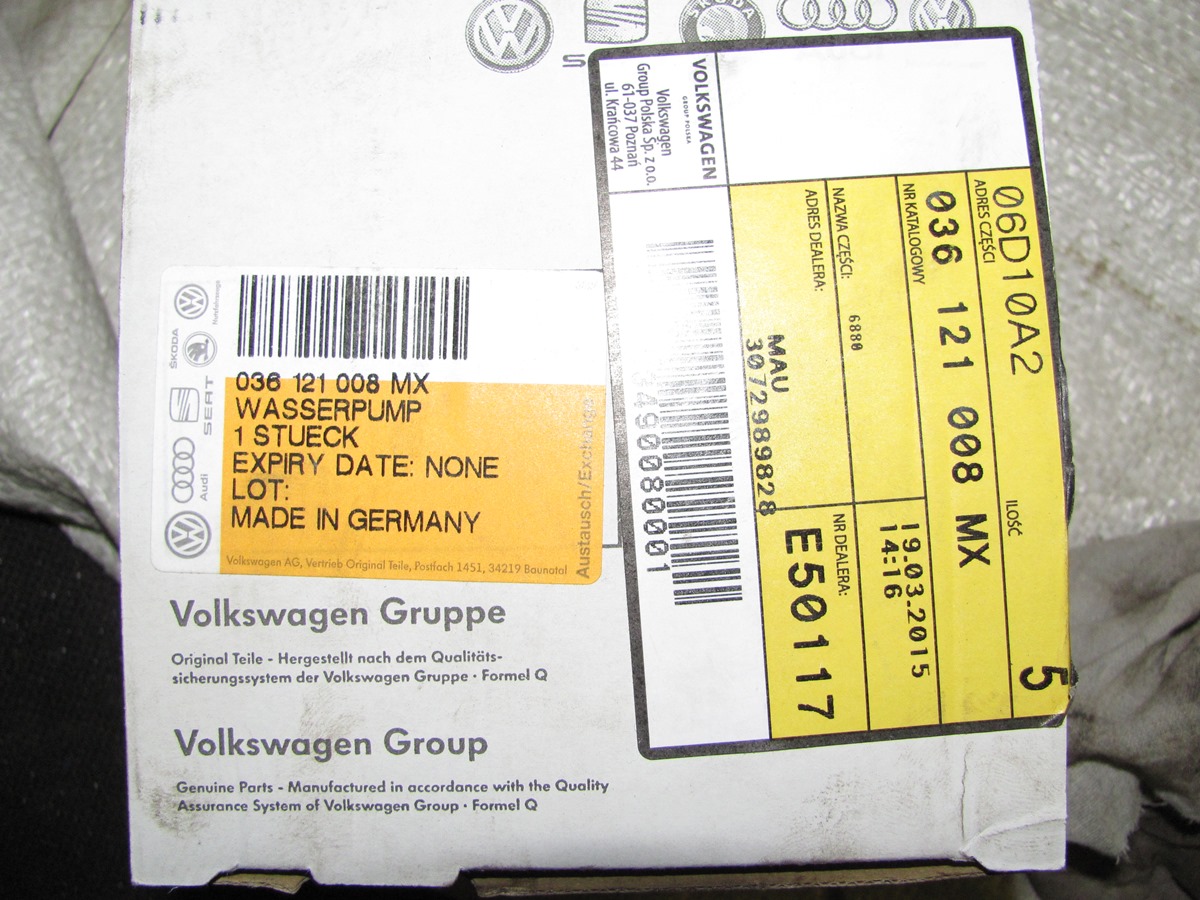 ŠKODA
VOLKSWAGEN
GROUP POLSKA
Volkswagen
Group Polska Sp. z o.o.
61-037 Poznań
ul. Krańcowa 44
06D10A2
ADRES CZĘŚCI
ILOŚĆ
5
036 121 008 MX
NR KATALOGOWY
19.03.2015
14:16
NAZWA CZĘŚCI:
6880
NR DEALERA:
E50117
ADRES DEALERA:
MAU
3072989828
Nutzfahrzeuge
ŠKODA
SEAT
Audi
036 121 008 MX
WASSERPUMP
1 STUECK
EXPIRY DATE: NONE
LOT:
MADE IN GERMANY
Austausch/Exchange
Volkswagen AG, Vertrieb Original Teile, Postfach 1451, 34219 Baunatal
Volkswagen Gruppe
Original Teile - Hergestellt nach dem Qualitäts-
sicherungssystem der Volkswagen Gruppe · Formel Q
Volkswagen Group
Genuine Parts - Manufactured in accordance with the Quality
Assurance System of Volkswagen Group · Formel Q